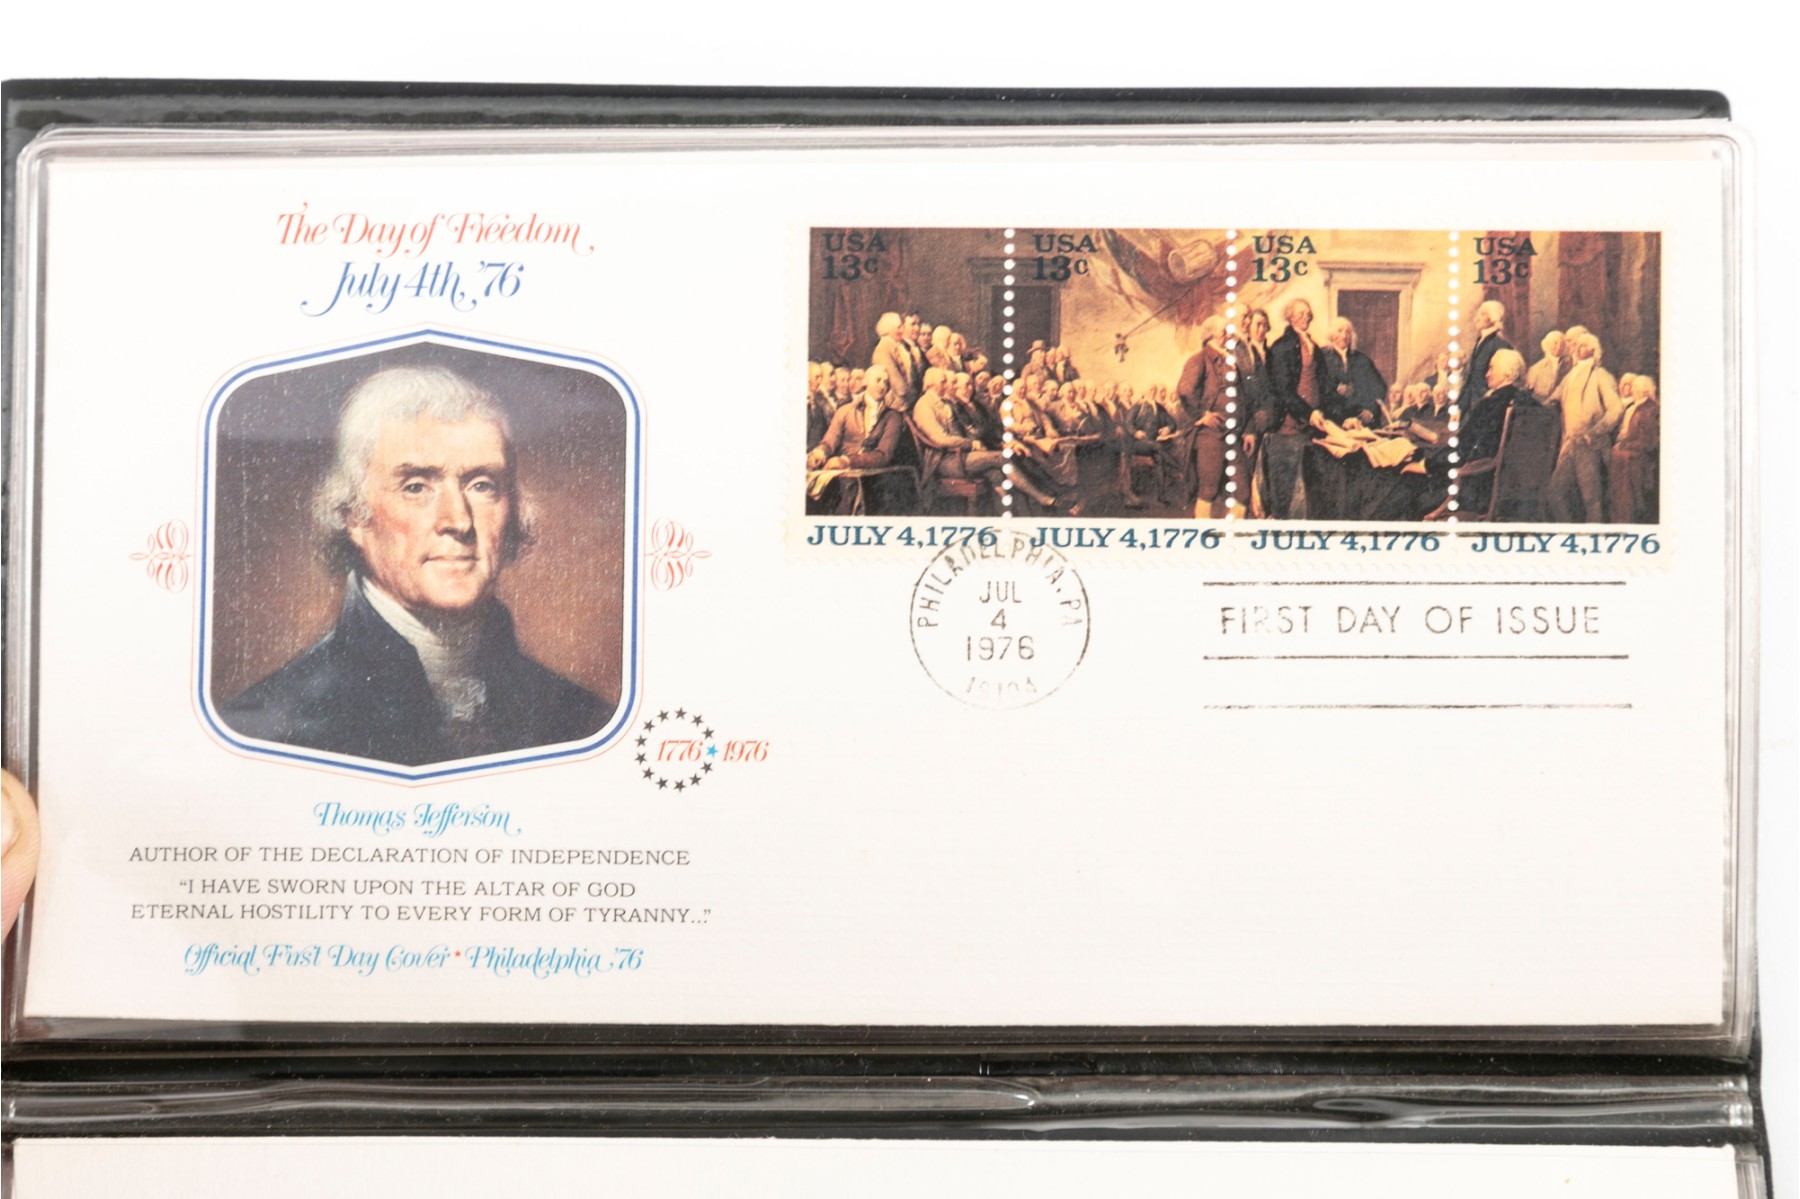 The Day of Freedom
July 4th, '76
USA 13c
USA 13c
USA 13c
USA 13c
JULY 4, 1776
JULY 4, 1776
JULY 4, 1776
JULY 4, 1776
PHILADELPHIA, PA
JUL
4
1976
FIRST DAY OF ISSUE
1776 ★ 1976
Thomas Jefferson
AUTHOR OF THE DECLARATION OF INDEPENDENCE
“I HAVE SWORN UPON THE ALTAR OF GOD
ETERNAL HOSTILITY TO EVERY FORM OF TYRANNY...”
Official First Day Cover ★ Philadelphia '76